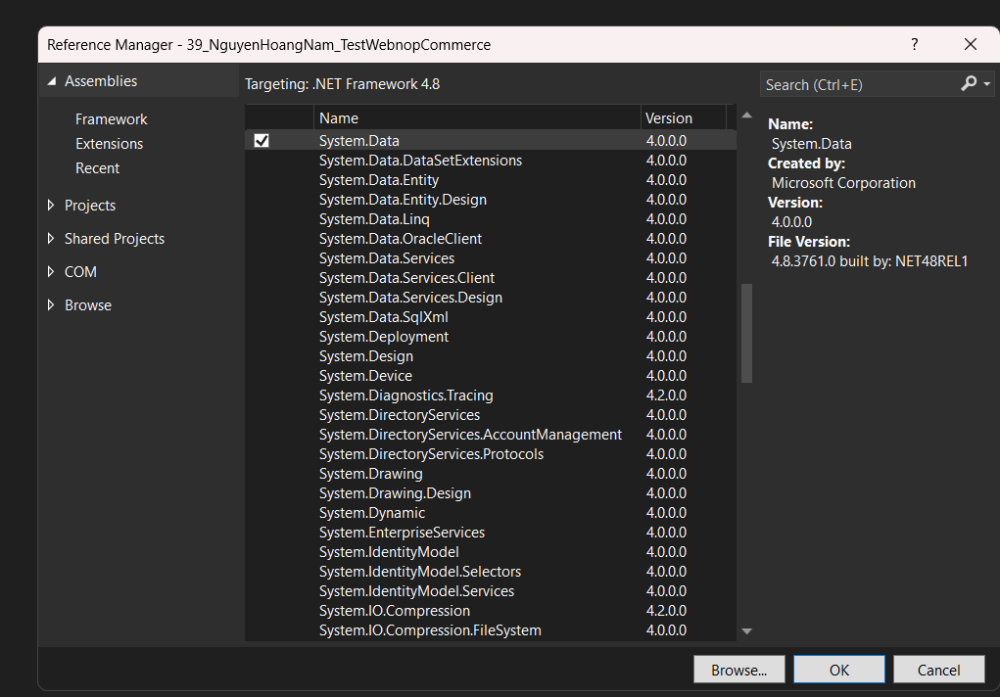 Reference Manager - 39_NguyenHoangNam_TestWebnopCommerce
?
Assemblies
Framework
Extensions
Recent
Projects
Shared Projects
COM
Browse
Targeting: .NET Framework 4.8
Search (Ctrl+E)
Name Version
System.Data 4.0.0.0
System.Data.DataSetExtensions 4.0.0.0
System.Data.Entity 4.0.0.0
System.Data.Entity.Design 4.0.0.0
System.Data.Linq 4.0.0.0
System.Data.OracleClient 4.0.0.0
System.Data.Services 4.0.0.0
System.Data.Services.Client 4.0.0.0
System.Data.Services.Design 4.0.0.0
System.Data.SqlXml 4.0.0.0
System.Deployment 4.0.0.0
System.Design 4.0.0.0
System.Device 4.0.0.0
System.Diagnostics.Tracing 4.2.0.0
System.DirectoryServices 4.0.0.0
System.DirectoryServices.AccountManagement 4.0.0.0
System.DirectoryServices.Protocols 4.0.0.0
System.Drawing 4.0.0.0
System.Drawing.Design 4.0.0.0
System.Dynamic 4.0.0.0
System.EnterpriseServices 4.0.0.0
System.IdentityModel 4.0.0.0
System.IdentityModel.Selectors 4.0.0.0
System.IdentityModel.Services 4.0.0.0
System.IO.Compression 4.2.0.0
System.IO.Compression.FileSystem 4.0.0.0
Name:
System.Data
Created by:
Microsoft Corporation
Version:
4.0.0.0
File Version:
4.8.3761.0 built by: NET48REL1
Browse...
OK
Cancel